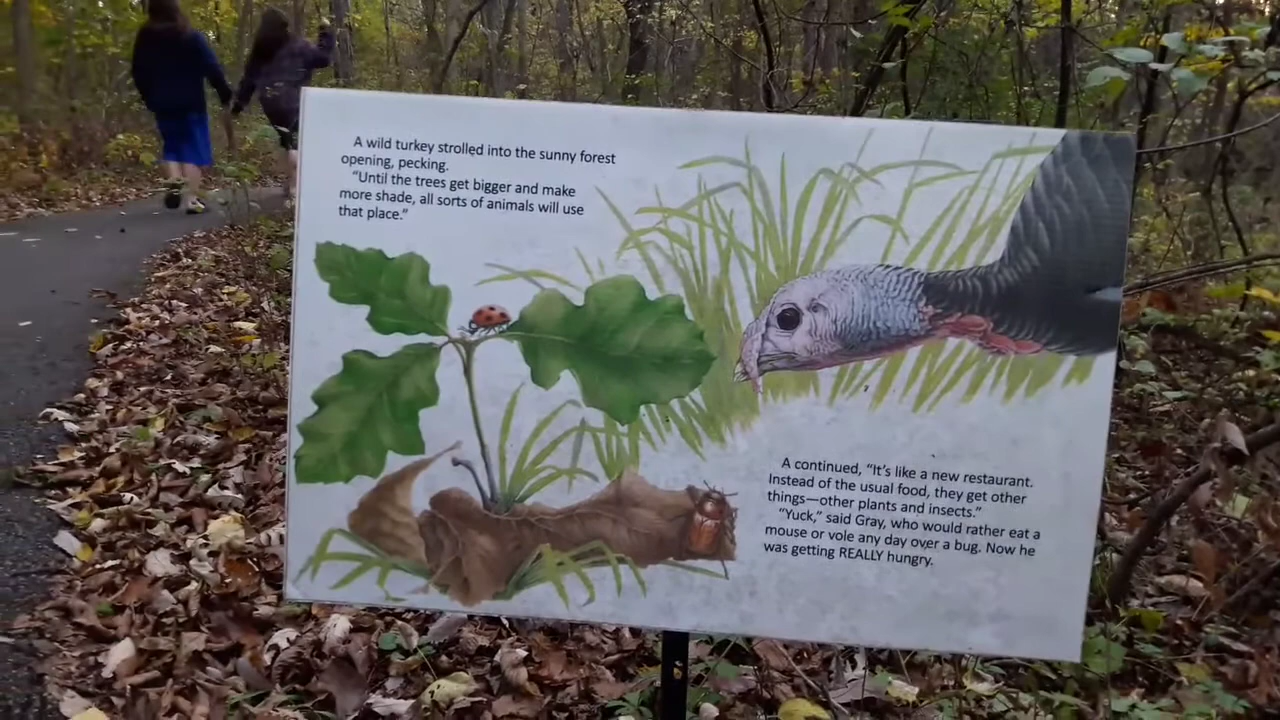 A wild turkey strolled into the sunny forest
opening, pecking.
“Until the trees get bigger and make
more shade, all sorts of animals will use
that place.”
A continued, “It’s like a new restaurant.
Instead of the usual food, they get other
things—other plants and insects.”
“Yuck,” said Gray, who would rather eat a
mouse or vole any day over a bug. Now he
was getting REALLY hungry.